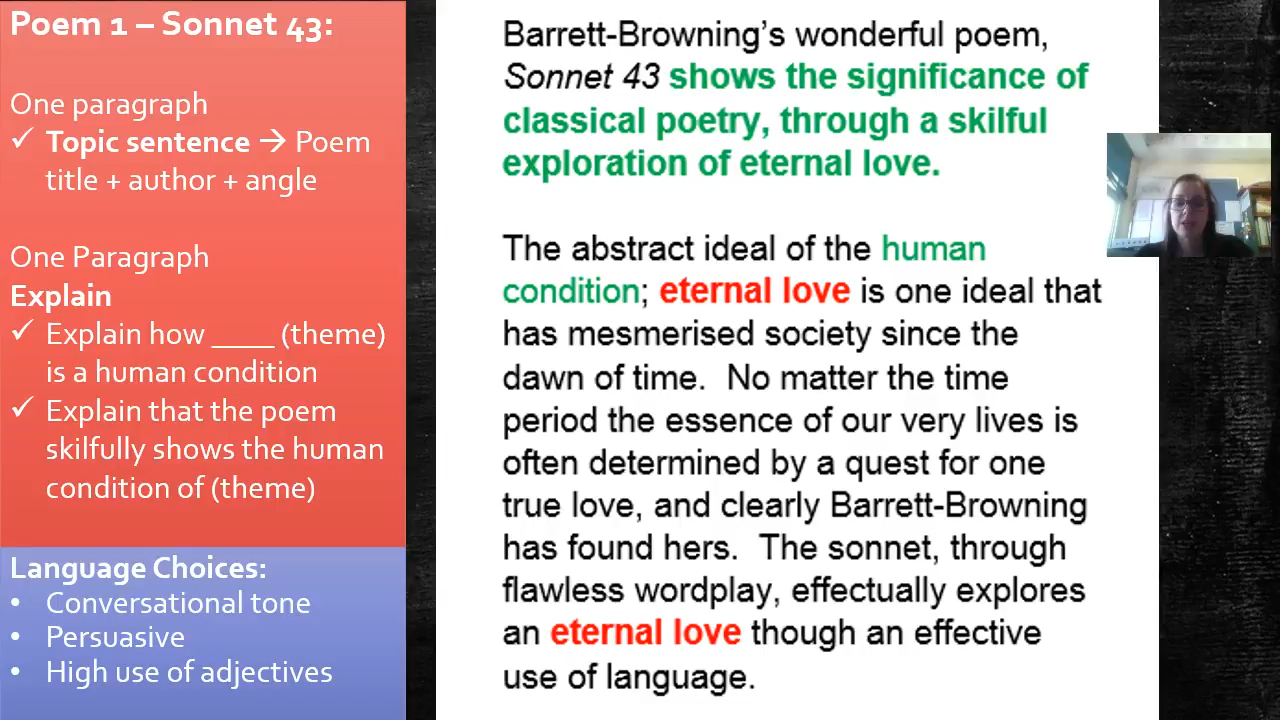 Poem 1 – Sonnet 43:
One paragraph
✓ Topic sentence → Poem
title + author + angle
One Paragraph
Explain
✓ Explain how ____ (theme)
is a human condition
✓ Explain that the poem
skilfully shows the human
condition of (theme)
Language Choices:
• Conversational tone
• Persuasive
• High use of adjectives
Barrett-Browning's wonderful poem,
Sonnet 43 shows the significance of
classical poetry, through a skilful
exploration of eternal love.
The abstract ideal of the human
condition; eternal love is one ideal that
has mesmerised society since the
dawn of time. No matter the time
period the essence of our very lives is
often determined by a quest for one
true love, and clearly Barrett-Browning
has found hers. The sonnet, through
flawless wordplay, effectually explores
an eternal love though an effective
use of language.